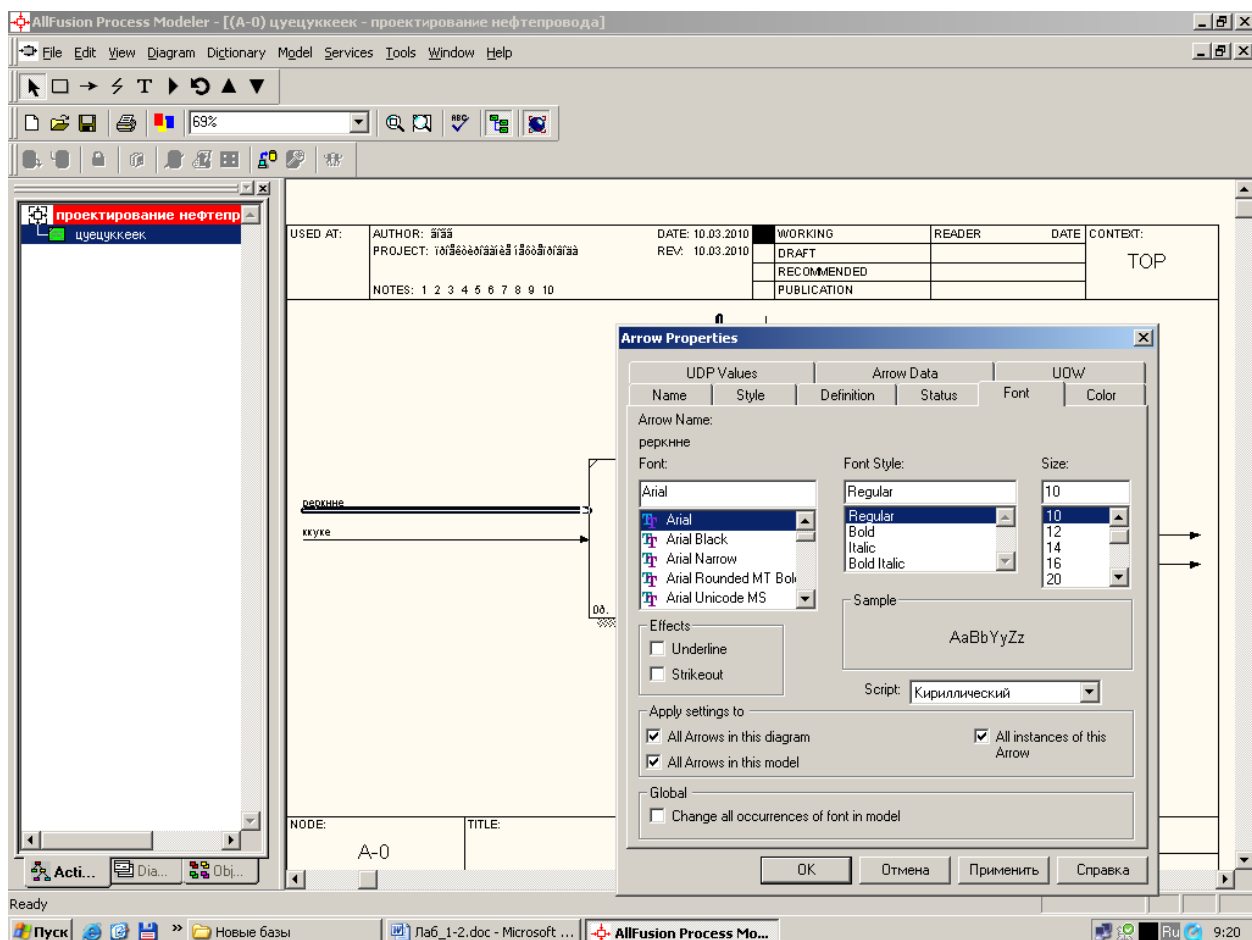 AllFusion Process Modeler - [(A-0) цуецуккеек - проектирование нефтепровода]
File Edit View Diagram Dictionary Model Services Tools Window Help
T
69%
ABC
проектирование нефтепр
цуецуккеек
USED AT: AUTHOR: DATE: 10.03.2010 WORKING READER DATE CONTEXT:
PROJECT: REV: 10.03.2010 DRAFT TOP
RECOMMENDED
NOTES: 1 2 3 4 5 6 7 8 9 10 PUBLICATION
реркнне
ккуке
0ð.
NODE: TITLE:
A-0
Arrow Properties
UDP Values Arrow Data UOW
Name Style Definition Status Font Color
Arrow Name:
реркнне
Font: Font Style: Size:
Arial Regular 10
Arial Regular 10
Arial Black Bold 12
Arial Narrow Italic 14
Arial Rounded MT Bol Bold Italic 16
Arial Unicode MS 20
Effects Sample
Underline AaBbYyZz
Strikeout
Script: Кириллический
Apply settings to
All Arrows in this diagram All instances of this
Arrow
All Arrows in this model
Global
Change all occurrences of font in model
OK Отмена Применить Справка
Acti... Dia... Obj...
Ready
Пуск » Новые базы Лаб_1-2.doc - Microsoft ... AllFusion Process Mo... Ru 9:20